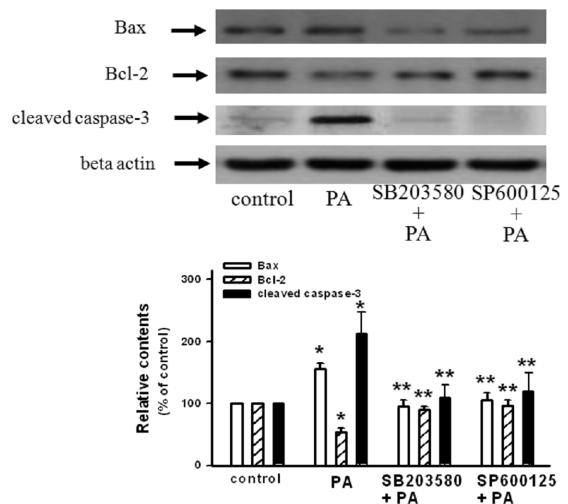 Bax
Bcl-2
cleaved caspase-3
beta actin
control PA SB203580 + PA SP600125 + PA
Bax
Bcl-2
cleaved caspase-3
Relative contents
(% of control)
300
200
100
0
* * *
** ** ** ** ** **
control PA SB203580 + PA SP600125 + PA